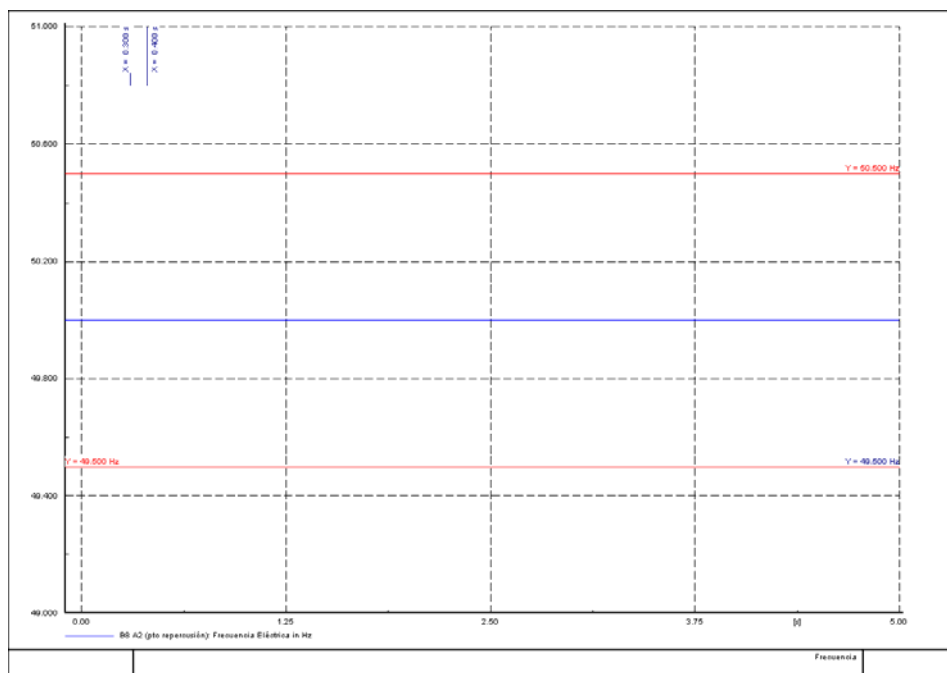 51.000
X = 0.300 s
X = 0.400 s
50.600
Y = 50.500 Hz
50.200
49.800
Y = 49.500 Hz
Y = 49.500 Hz
49.400
49.000
0.00
1.25
2.50
3.75
[s]
5.00
B8 A2 (pto repercusión): Frecuencia Eléctrica in Hz
Frecuencia